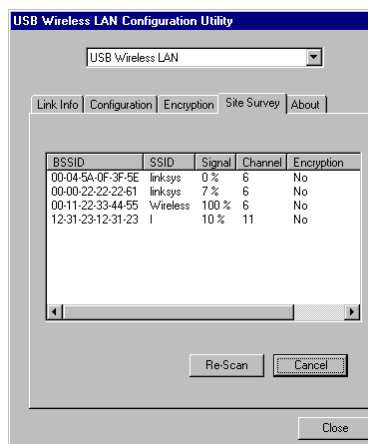 USB Wireless LAN Configuration Utility
USB Wireless LAN
Link Info Configuration Encryption Site Survey About
BSSID SSID Signal Channel Encryption
00-04-5A-0F-3F-5E linksys 0 % 6 No
00-00-22-22-22-61 linksys 7 % 6 No
00-11-22-33-44-55 Wireless 100 % 6 No
12-31-23-12-31-23 I 10 % 11 No
Re-Scan Cancel
Close